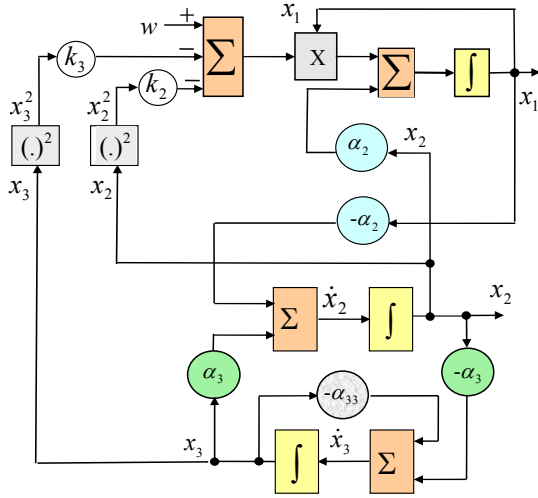 w + x₁
k₃ − Σ X Σ ∫
x₃² x₂² k₂ − x₁
(.)² (.)² α₂ x₂
x₃ x₂
-α₂
Σ ẋ₂ ∫ x₂
α₃ -α₃
-α₃₃
x₃ ∫ ẋ₃ Σ